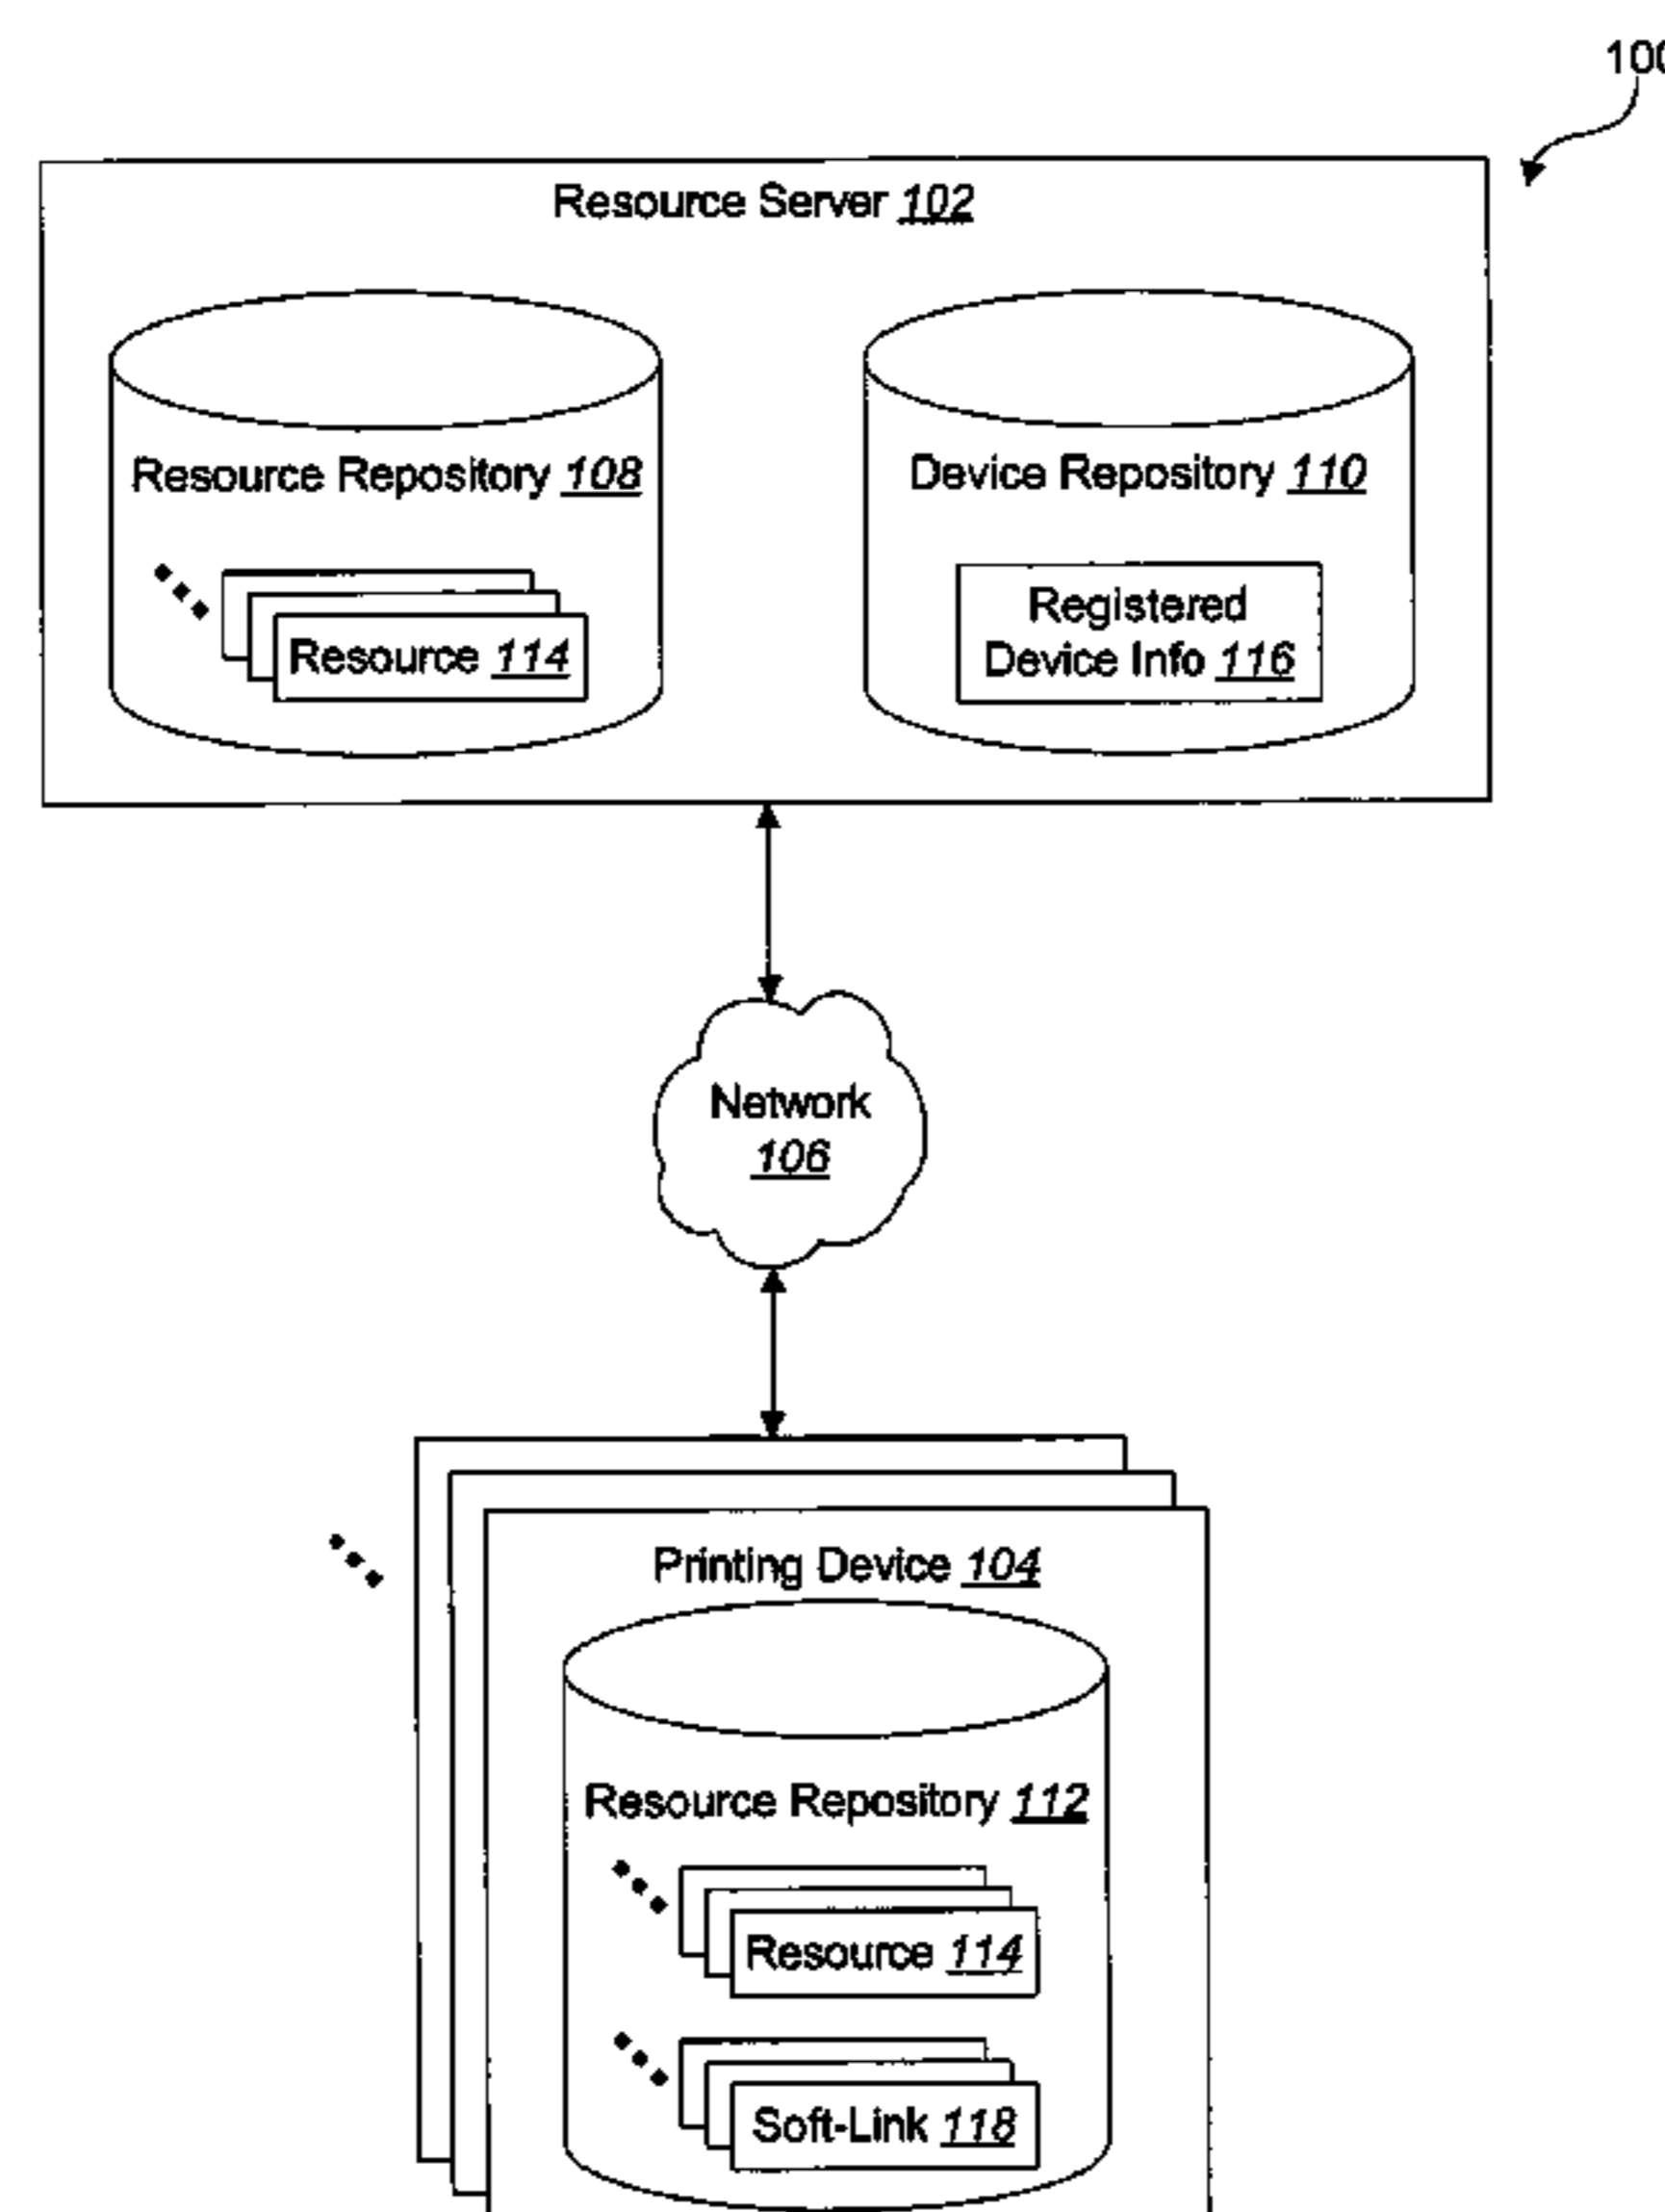 100
Resource Server 102
Resource Repository 108
Device Repository 110
Resource 114
Registered
Device Info 116
Network
106
Printing Device 104
Resource Repository 112
Resource 114
Soft-Link 118